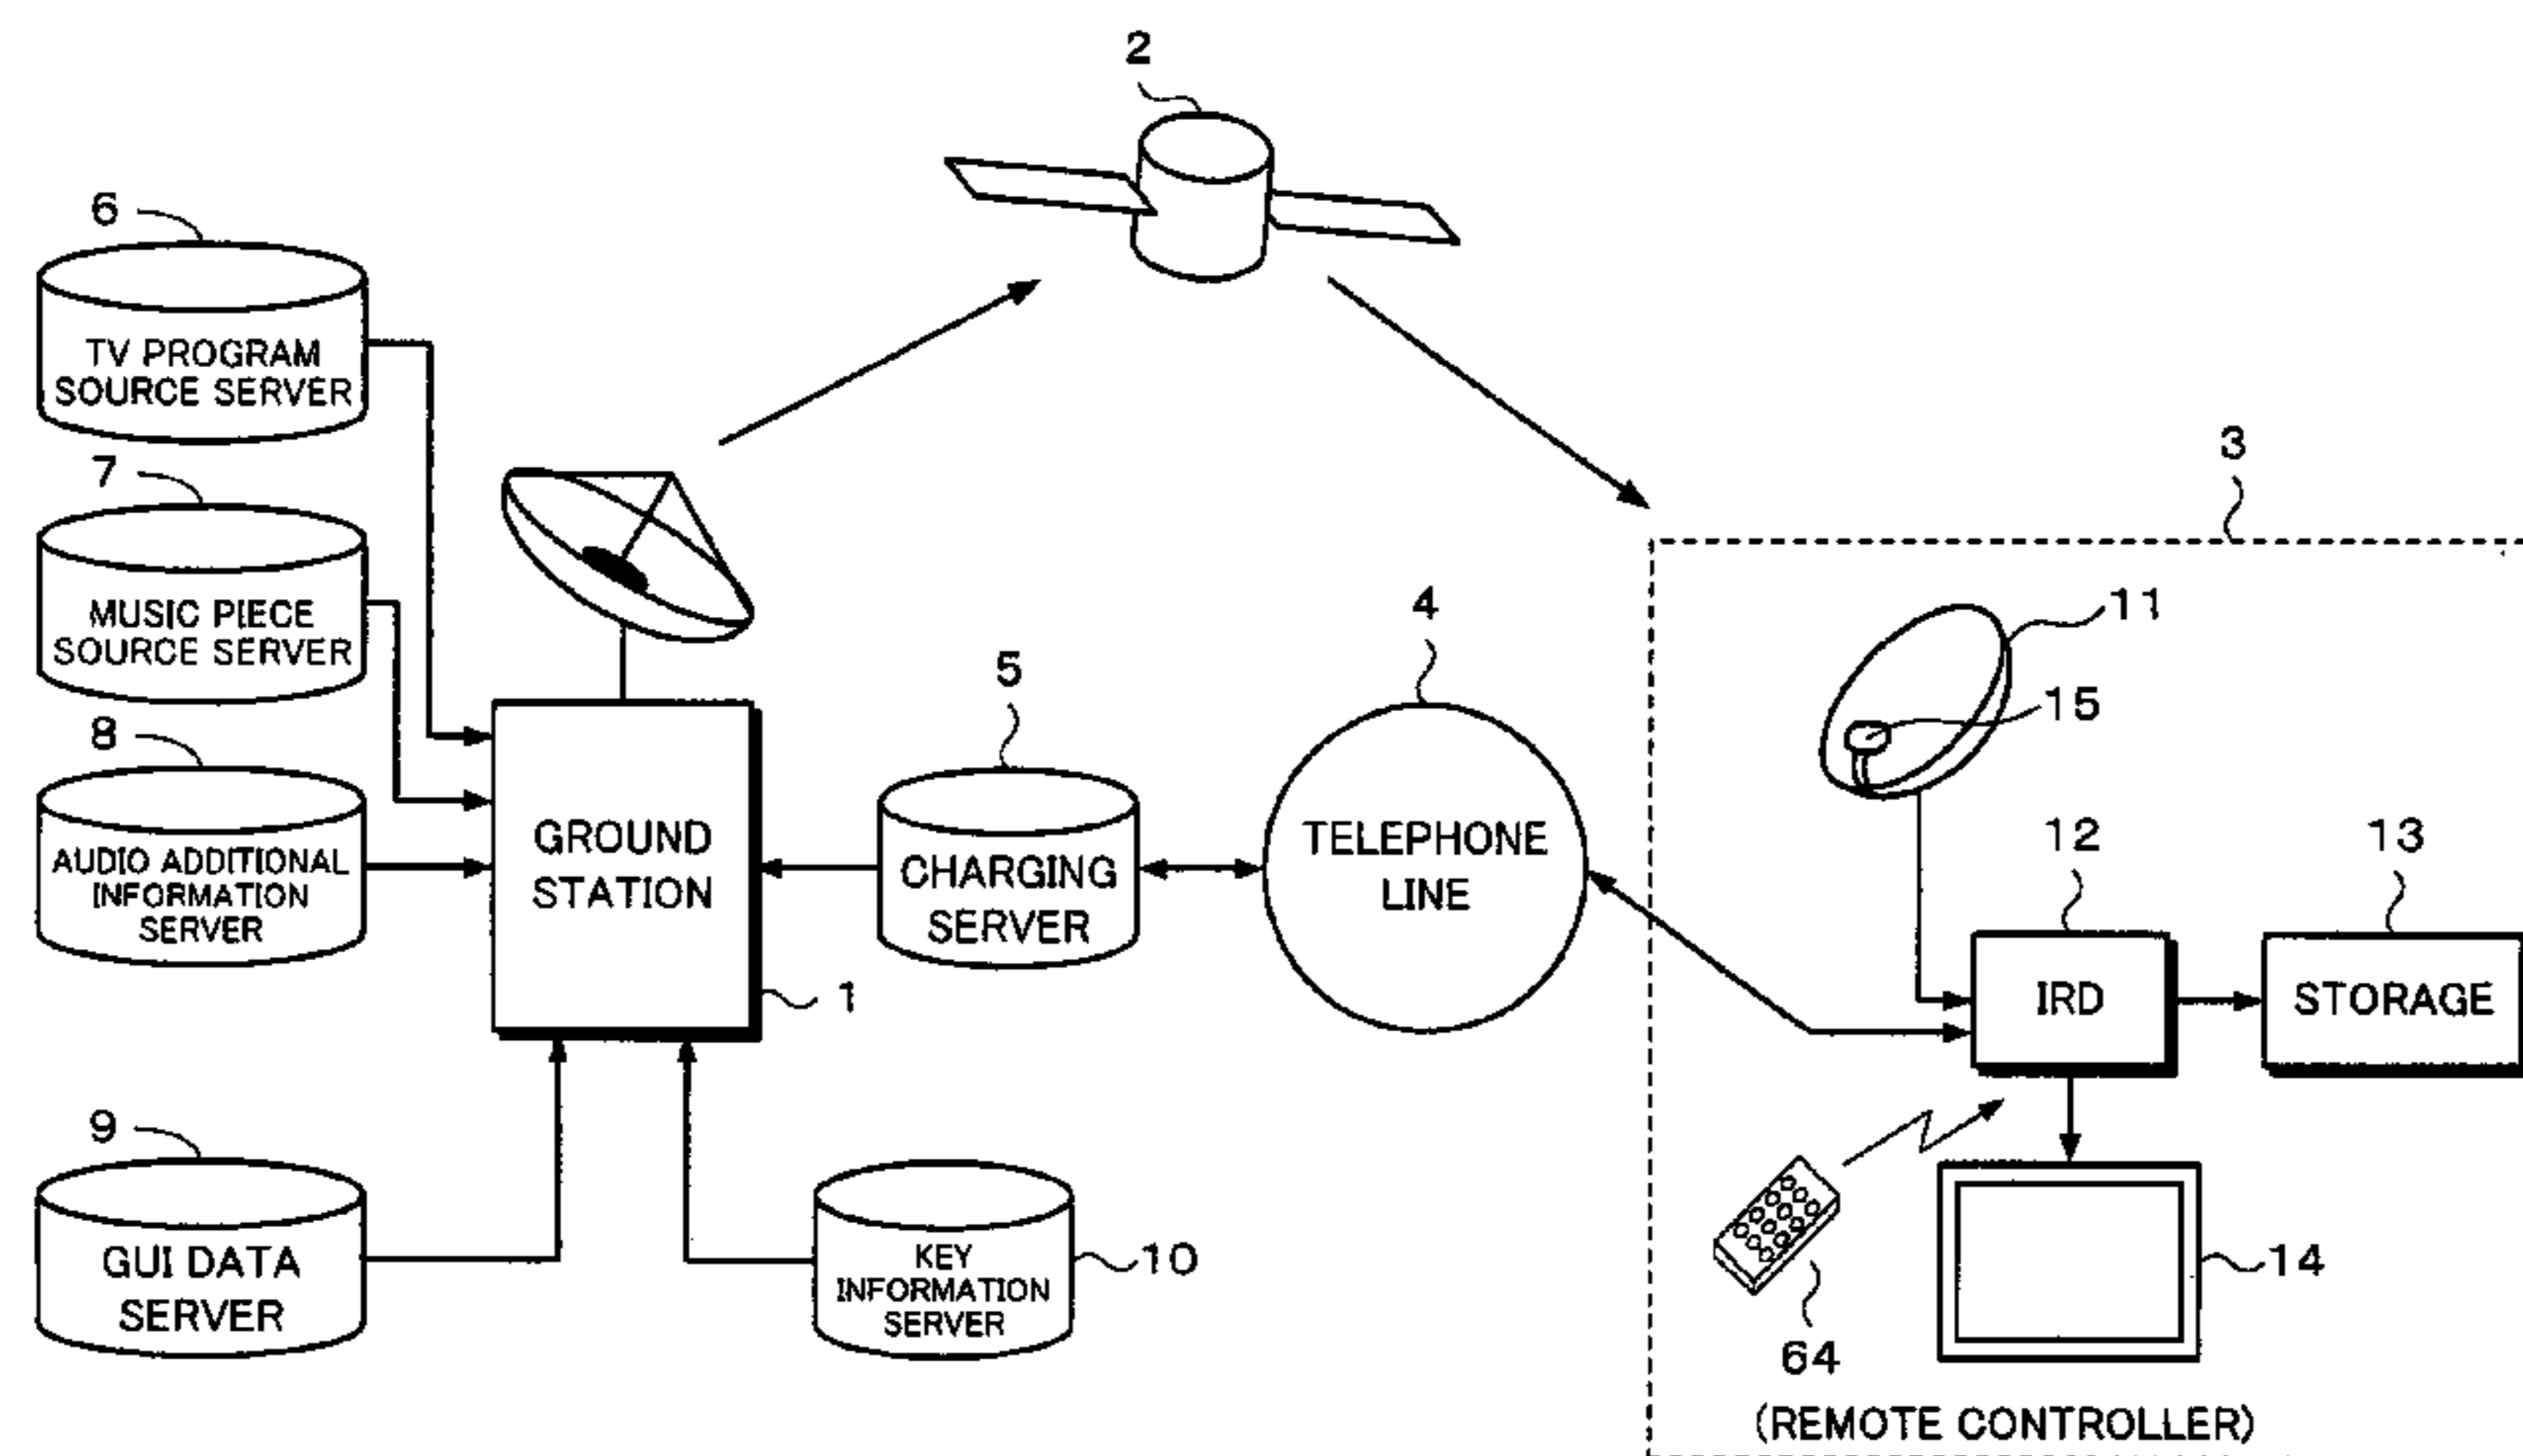 2
6
TV PROGRAM
SOURCE SERVER
7
MUSIC PIECE
SOURCE SERVER
8
AUDIO ADDITIONAL
INFORMATION
SERVER
9
GUI DATA
SERVER
GROUND
STATION
1
5
CHARGING
SERVER
KEY
INFORMATION
SERVER
10
4
TELEPHONE
LINE
3
11
15
12
IRD
13
STORAGE
14
64
(REMOTE CONTROLLER)